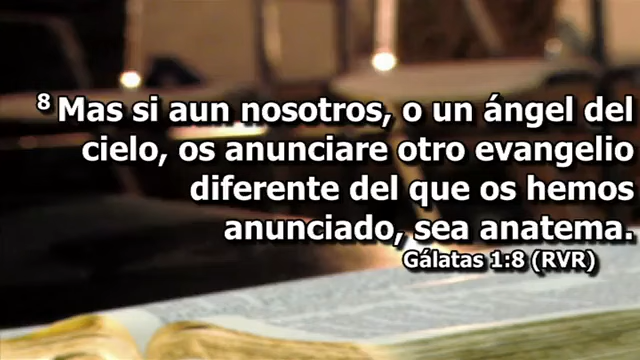 8 Mas si aun nosotros, o un ángel del
cielo, os anunciare otro evangelio
diferente del que os hemos
anunciado, sea anatema.
Gálatas 1:8 (RVR)